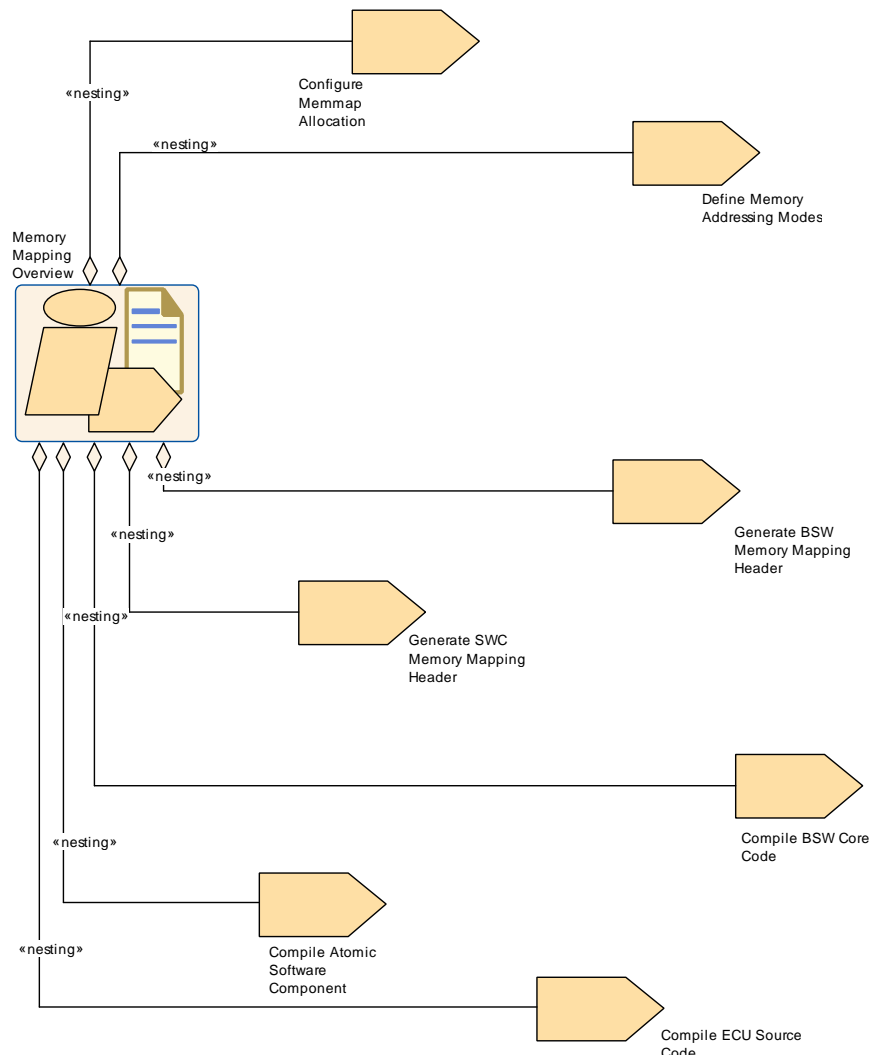 Configure
Memmap
Allocation
«nesting»
«nesting»
Define Memory
Addressing Modes
Memory
Mapping
Overview
«nesting»
Generate BSW
Memory Mapping
Header
«nesting»
«nesting»
Generate SWC
Memory Mapping
Header
Compile BSW Core
Code
«nesting»
Compile Atomic
Software
Component
«nesting»
Compile ECU Source
Code